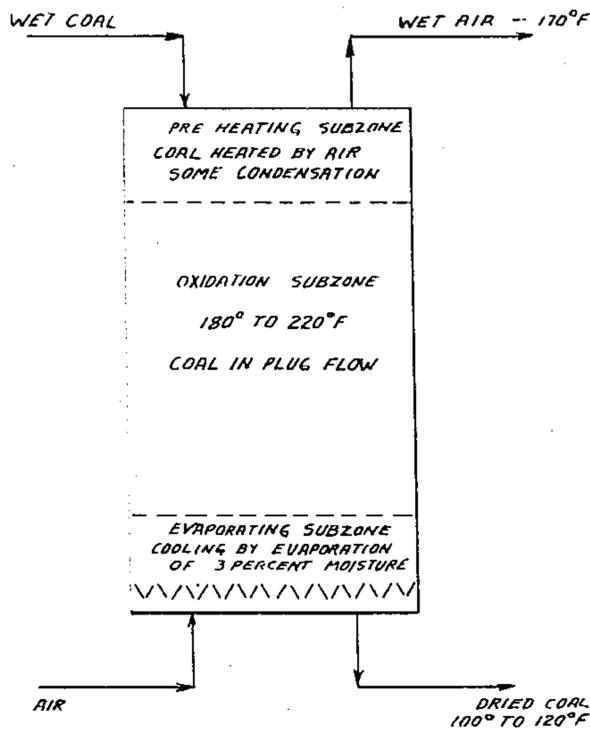 WET COAL
WET AIR -- 170°F
PRE HEATING SUBZONE
COAL HEATED BY AIR
SOME CONDENSATION
OXIDATION SUBZONE
180° TO 220°F
COAL IN PLUG FLOW
EVAPORATING SUBZONE
COOLING BY EVAPORATION
OF 3 PERCENT MOISTURE
AIR
DRIED COAL
100° TO 120°F